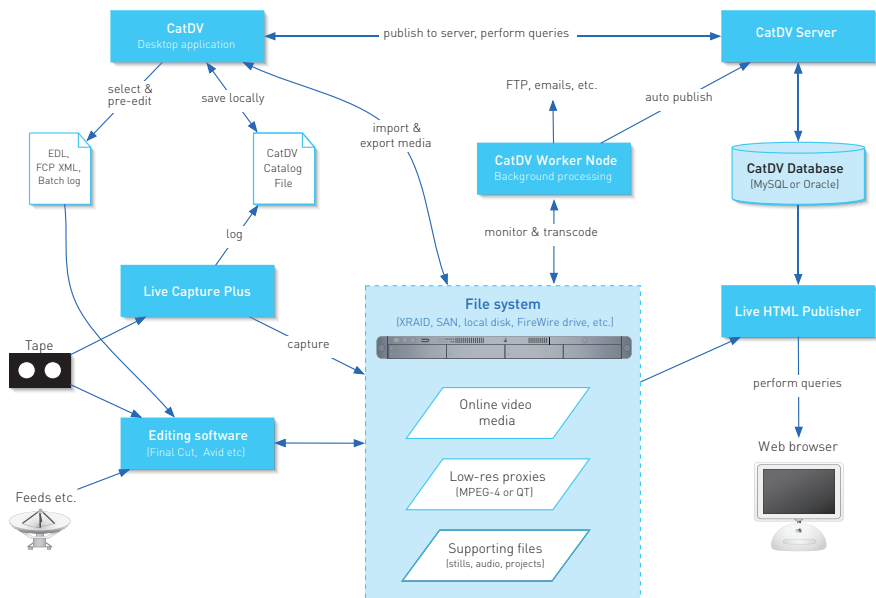 CatDV
Desktop application
publish to server, perform queries
CatDV Server
select &
pre-edit
save locally
FTP, emails, etc.
auto publish
import &
export media
EDL,
FCP XML,
Batch log
CatDV
Catalog
File
CatDV Worker Node
Background processing
CatDV Database
(MySQL or Oracle)
log
monitor & transcode
Live Capture Plus
File system
(XRAID, SAN, local disk, FireWire drive, etc.)
Live HTML Publisher
Tape
capture
perform queries
Online video
media
Editing software
(Final Cut, Avid etc)
Web browser
Low-res proxies
(MPEG-4 or QT)
Feeds etc.
Supporting files
(stills, audio, projects)